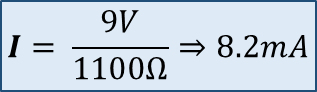 I = 9V / 1100Ω ⇒ 8.2mA